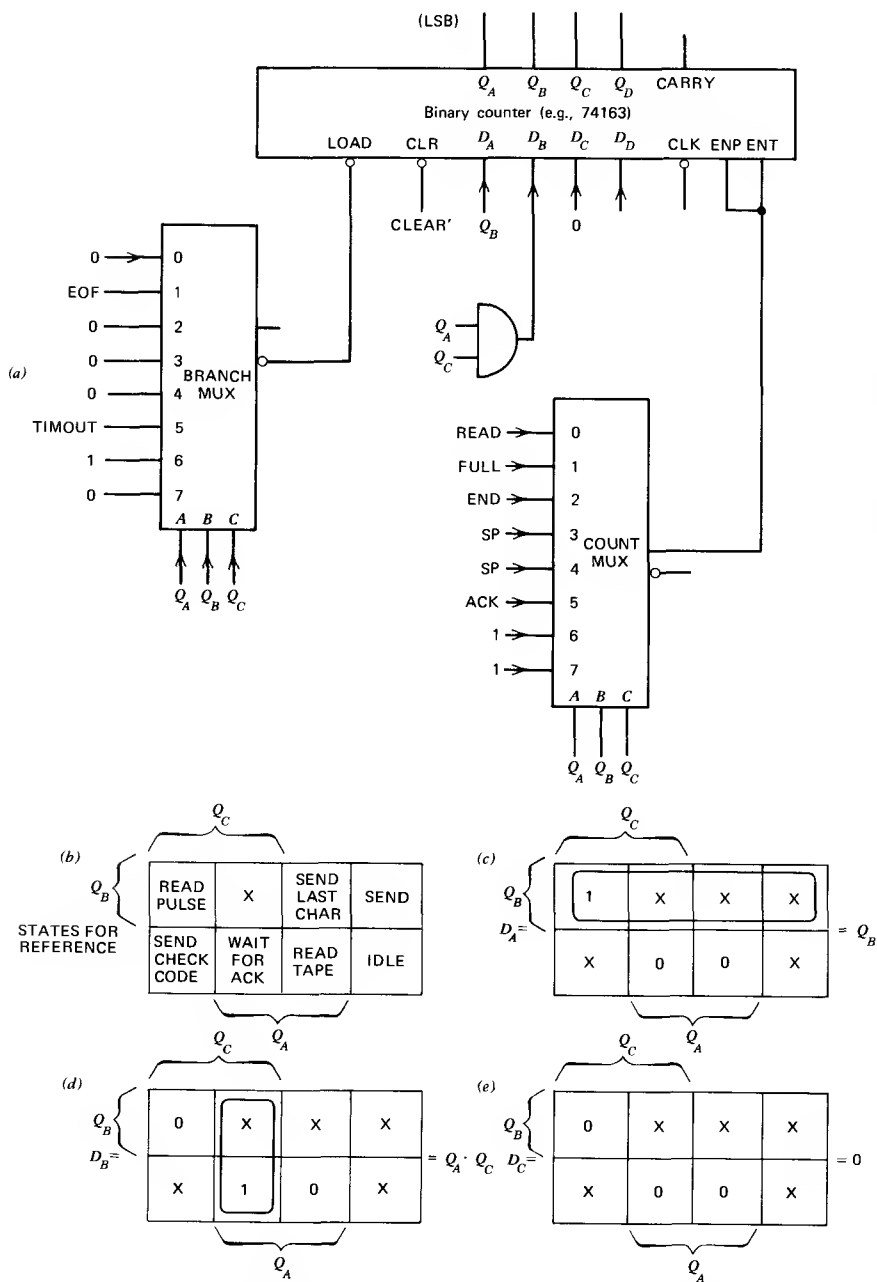 (LSB)
Q_A Q_B Q_C Q_D CARRY
Binary counter (e.g., 74163)
LOAD CLR D_A D_B D_C D_D CLK ENP ENT
CLEAR' Q_B 0
(a)
0 0
EOF 1
0 2
0 3
0 4
TIMOUT 5
1 6
0 7
BRANCH
MUX
A B C
Q_A Q_B Q_C
Q_A
Q_C
READ 0
FULL 1
END 2
SP 3
SP 4
ACK 5
1 6
1 7
COUNT
MUX
A B C
Q_A Q_B Q_C
(b)
Q_C
Q_B
STATES FOR
REFERENCE
READ
PULSE
X
SEND
LAST
CHAR
SEND
SEND
CHECK
CODE
WAIT
FOR
ACK
READ
TAPE
IDLE
Q_A
(c)
Q_C
Q_B
D_A=
1 X X X
= Q_B
X 0 0 X
Q_A
(d)
Q_C
Q_B
D_B=
0 X X X
= Q_A · Q_C
X 1 0 X
Q_A
(e)
Q_C
Q_B
D_C=
0 X X X
= 0
X 0 0 X
Q_A